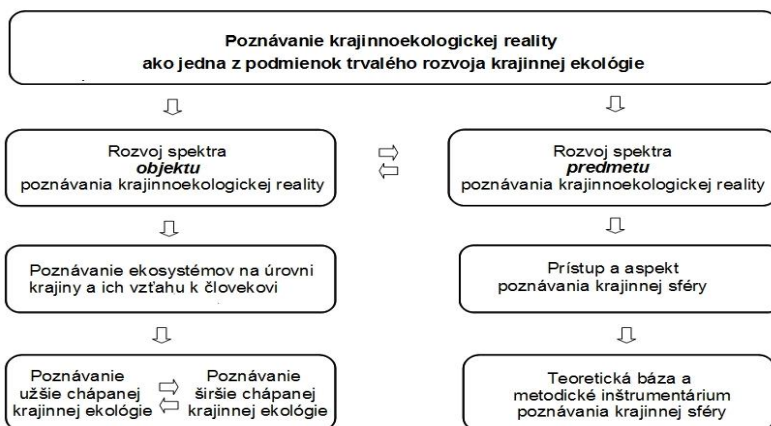 Poznávanie krajinnoekologickej reality
ako jedna z podmienok trvalého rozvoja krajinnej ekológie
Rozvoj spektra
objektu
poznávania krajinnoekologickej reality
Rozvoj spektra
predmetu
poznávania krajinnoekologickej reality
Poznávanie ekosystémov na úrovni
krajiny a ich vzťahu k človekovi
Prístup a aspekt
poznávania krajinnej sféry
Poznávanie
užšie chápanej
krajinnej ekológie
Poznávanie
širšie chápanej
krajinnej ekológie
Teoretická báza a
metodické inštrumentárium
poznávania krajinnej sféry